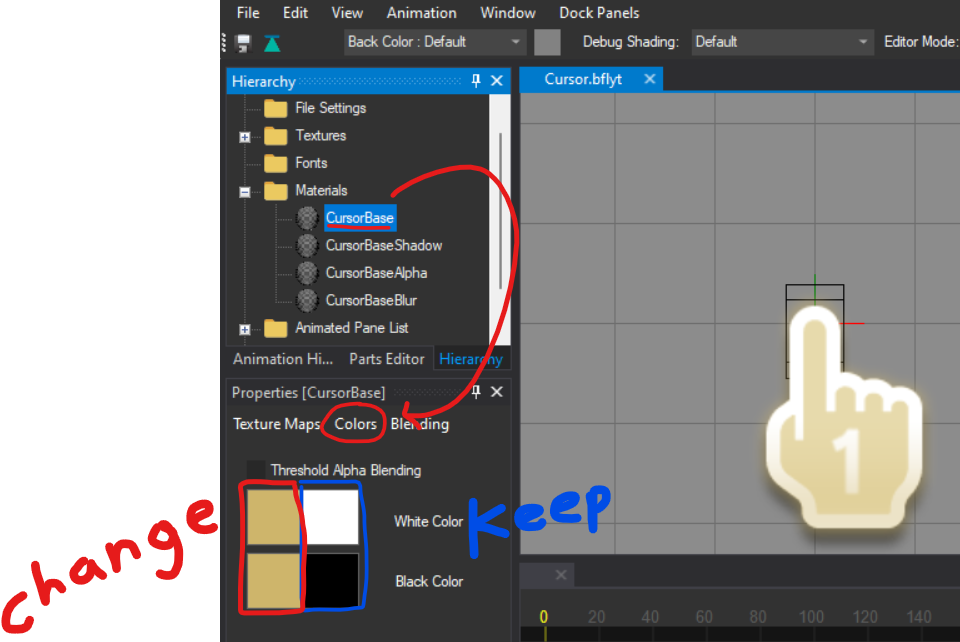 File Edit View Animation Window Dock Panels
Back Color : Default Debug Shading: Default Editor Mode:
Hierarchy
Cursor.bflyt
File Settings
Textures
Fonts
Materials
CursorBase
CursorBaseShadow
CursorBaseAlpha
CursorBaseBlur
Animated Pane List
Animation Hi... Parts Editor Hierarchy
Properties [CursorBase]
Texture Maps Colors Blending
Threshold Alpha Blending
White Color
Black Color
change
Keep
1
0 20 40 60 80 100 120 140